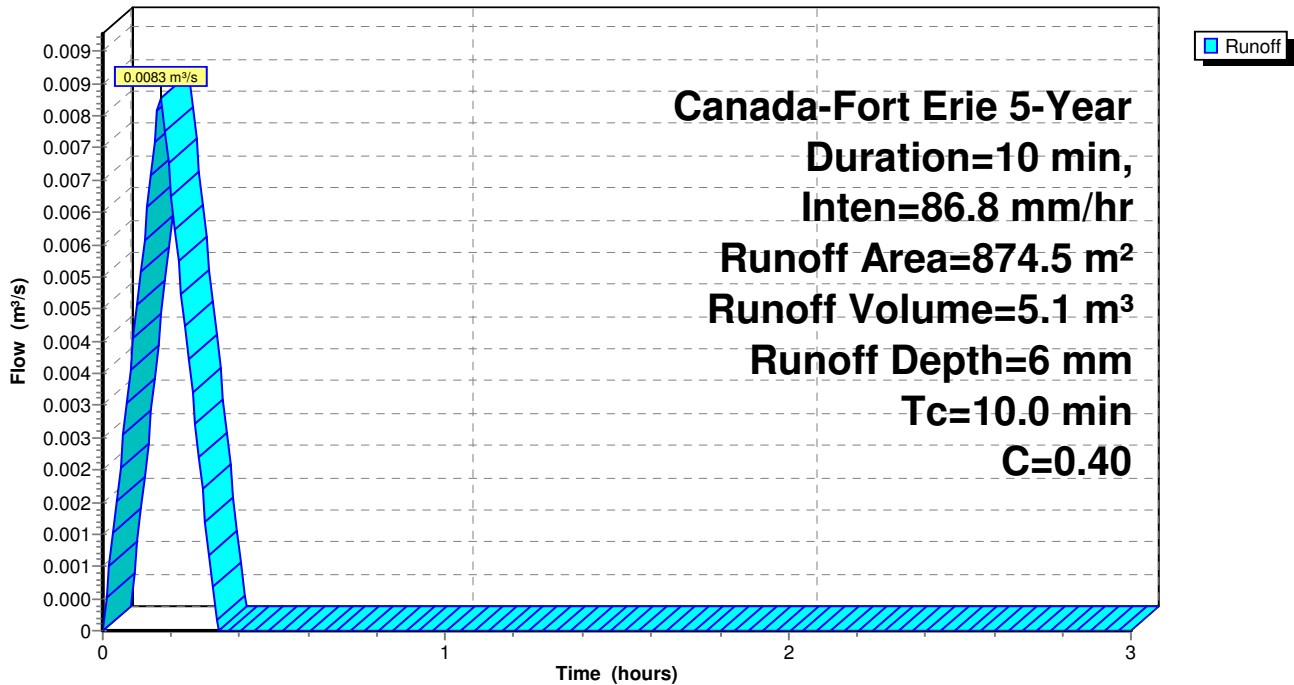 Runoff
0.009
0.009
0.008
0.007
0.007
0.006
0.006
0.005
0.005
0.004
0.004
0.003
0.003
0.002
0.002
0.001
0.001
0.000
0
Flow (m³/s)
0.0083 m³/s
Canada-Fort Erie 5-Year
Duration=10 min,
Inten=86.8 mm/hr
Runoff Area=874.5 m²
Runoff Volume=5.1 m³
Runoff Depth=6 mm
Tc=10.0 min
C=0.40
0 1 2 3
Time (hours)